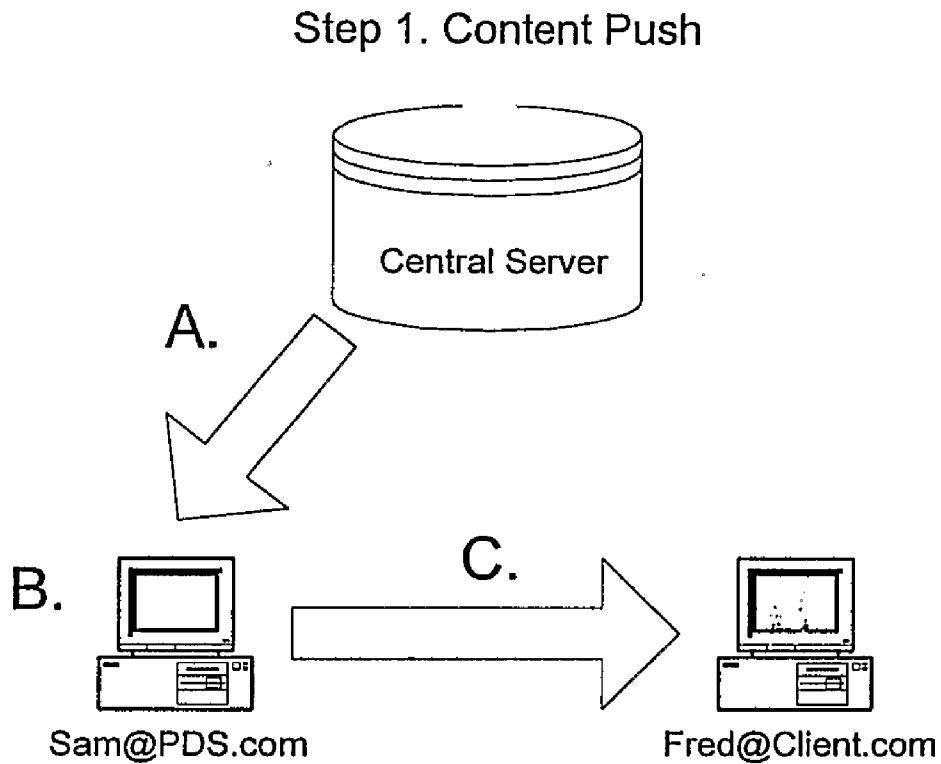 Step 1. Content Push
Central Server
A.
B.
C.
Sam@PDS.com
Fred@Client.com